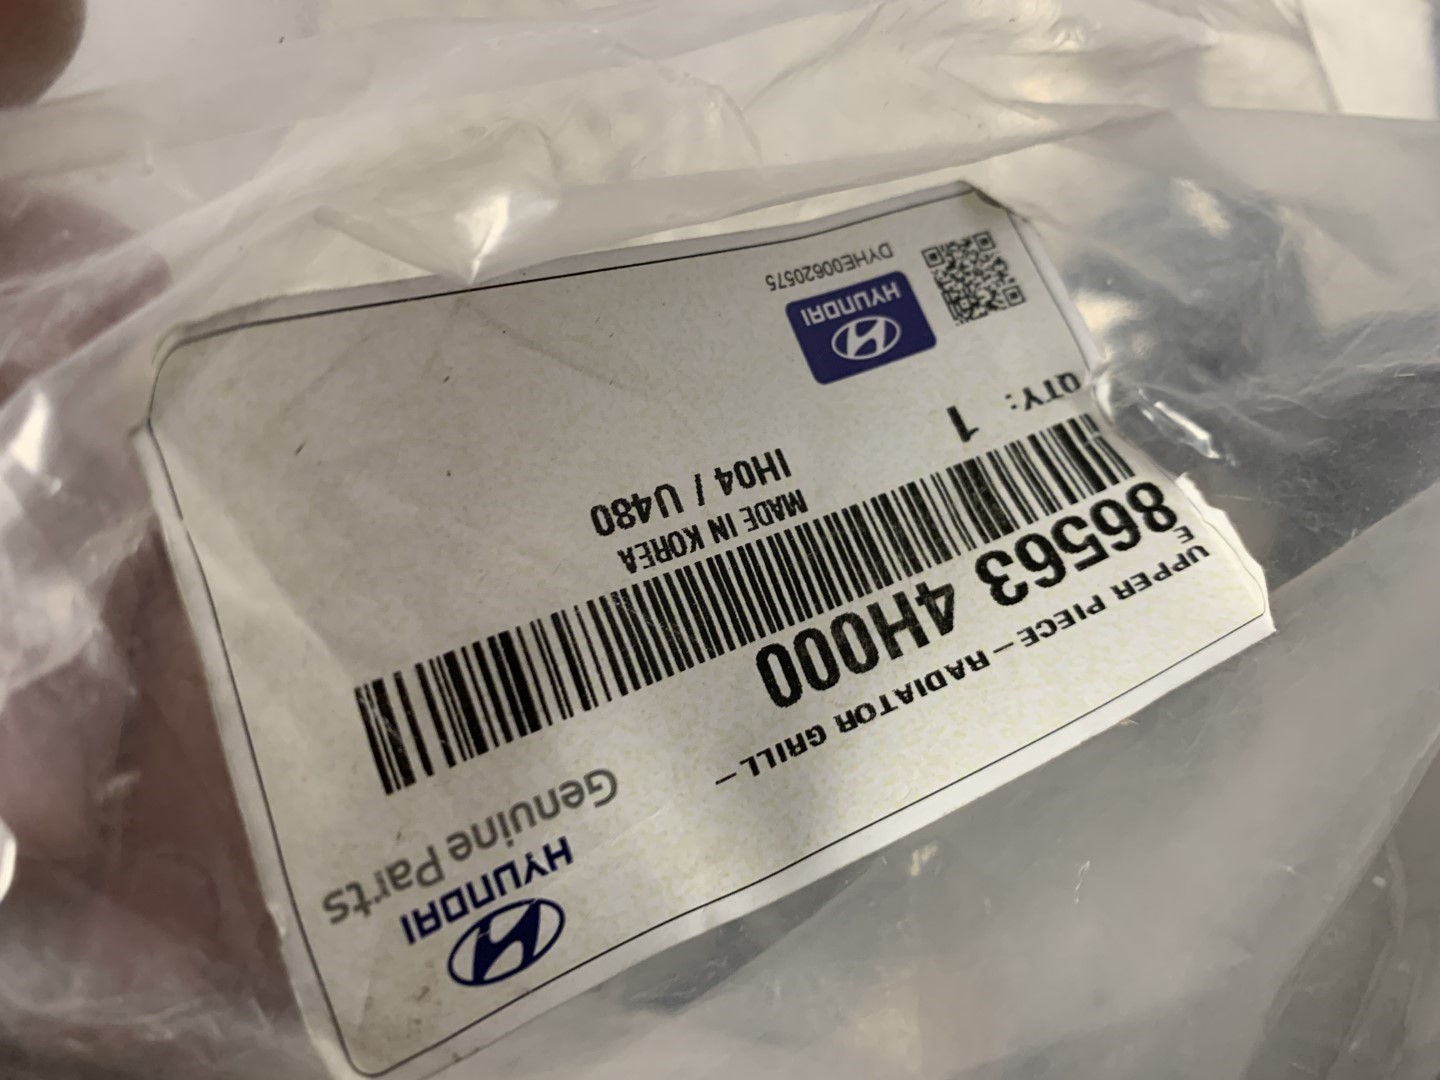 HYUNDAI
Genuine Parts
UPPER PIECE－RADIATOR GRILL－
E
86563 4H000
MADE IN KOREA
IH04 / U480
QTY: 1
HYUNDAI
DYHE00620575